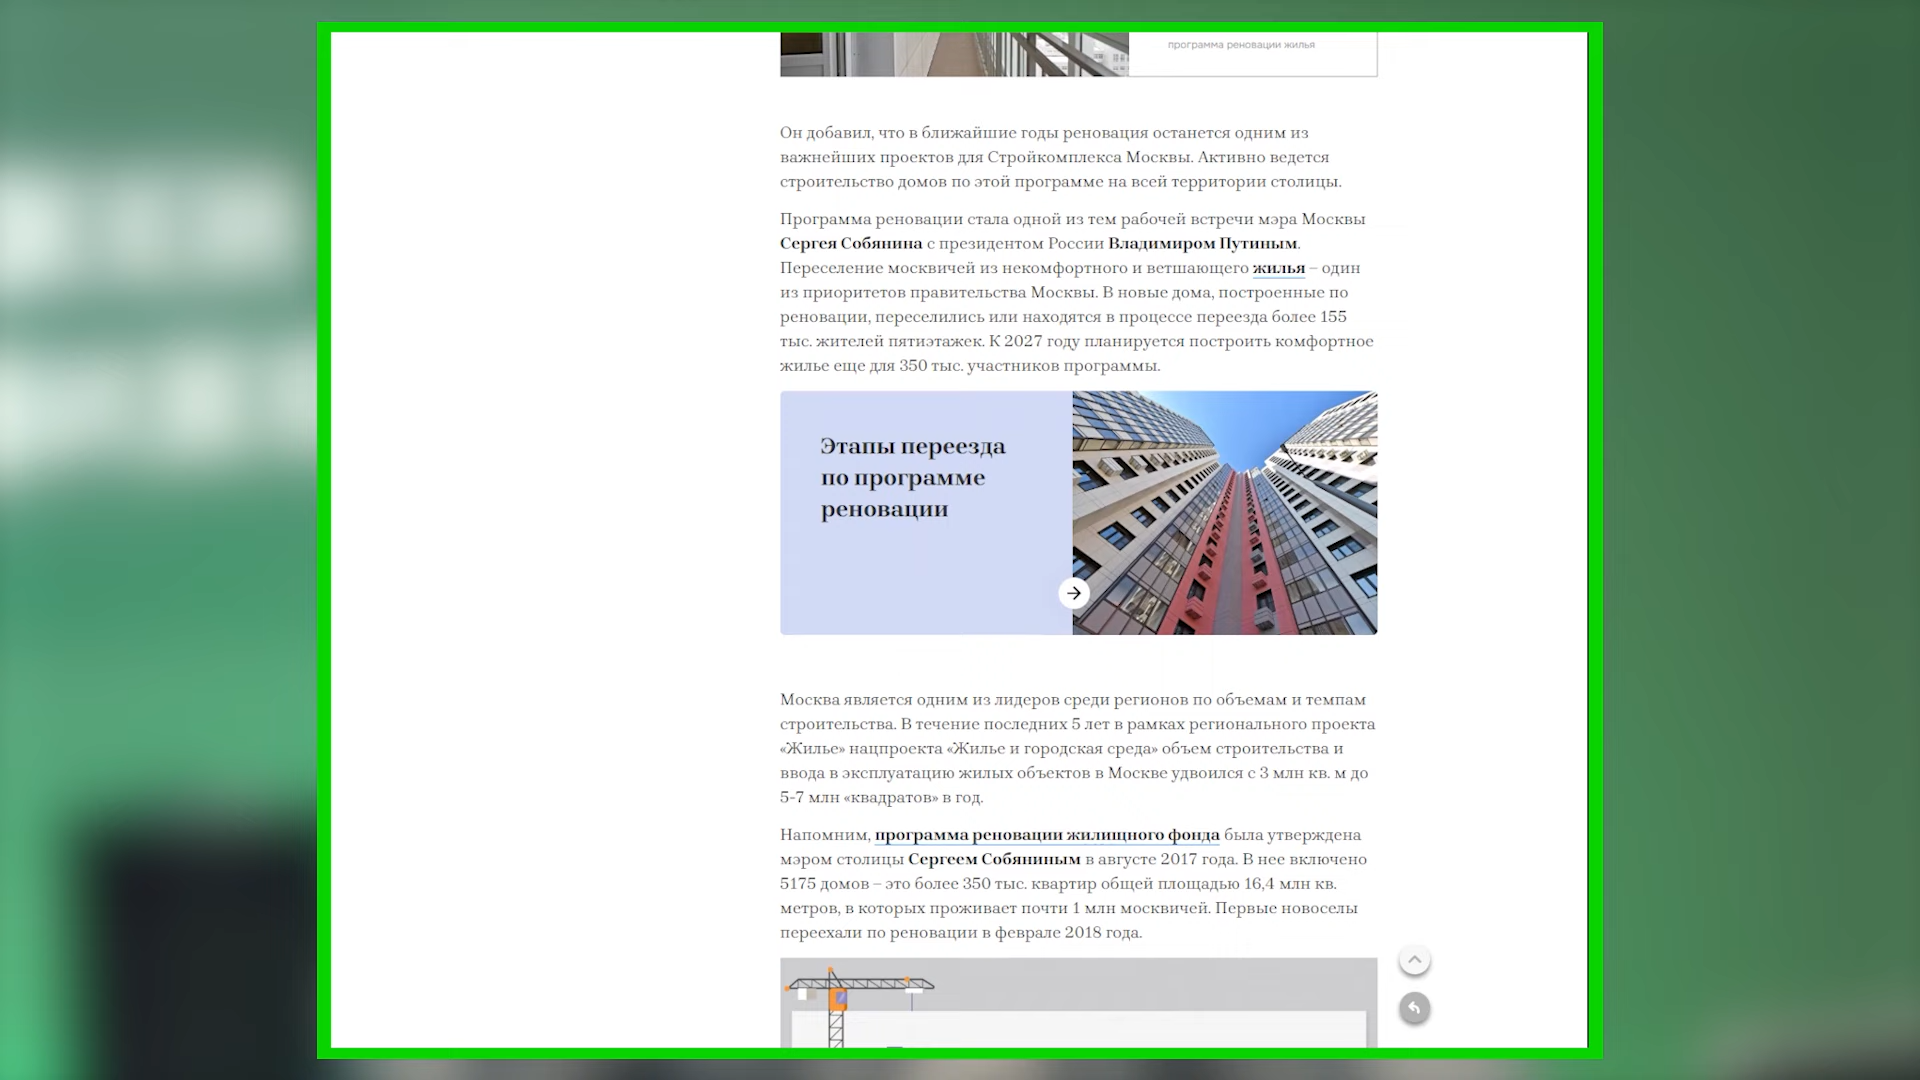 программа реновации жилья
Он добавил, что в ближайшие годы реновация останется одним из
важнейших проектов для Стройкомплекса Москвы. Активно ведется
строительство домов по этой программе на всей территории столицы.
Программа реновации стала одной из тем рабочей встречи мэра Москвы
Сергея Собянина с президентом России Владимиром Путиным.
Переселение москвичей из некомфортного и ветшающего жилья – один
из приоритетов правительства Москвы. В новые дома, построенные по
реновации, переселились или находятся в процессе переезда более 155
тыс. жителей пятиэтажек. К 2027 году планируется построить комфортное
жилье еще для 350 тыс. участников программы.
Этапы переезда
по программе
реновации
Москва является одним из лидеров среди регионов по объемам и темпам
строительства. В течение последних 5 лет в рамках регионального проекта
«Жилье» нацпроекта «Жилье и городская среда» объем строительства и
ввода в эксплуатацию жилых объектов в Москве удвоился с 3 млн кв. м до
5-7 млн «квадратов» в год.
Напомним, программа реновации жилищного фонда была утверждена
мэром столицы Сергеем Собяниным в августе 2017 года. В нее включено
5175 домов – это более 350 тыс. квартир общей площадью 16,4 млн кв.
метров, в которых проживает почти 1 млн москвичей. Первые новоселы
переехали по реновации в феврале 2018 года.